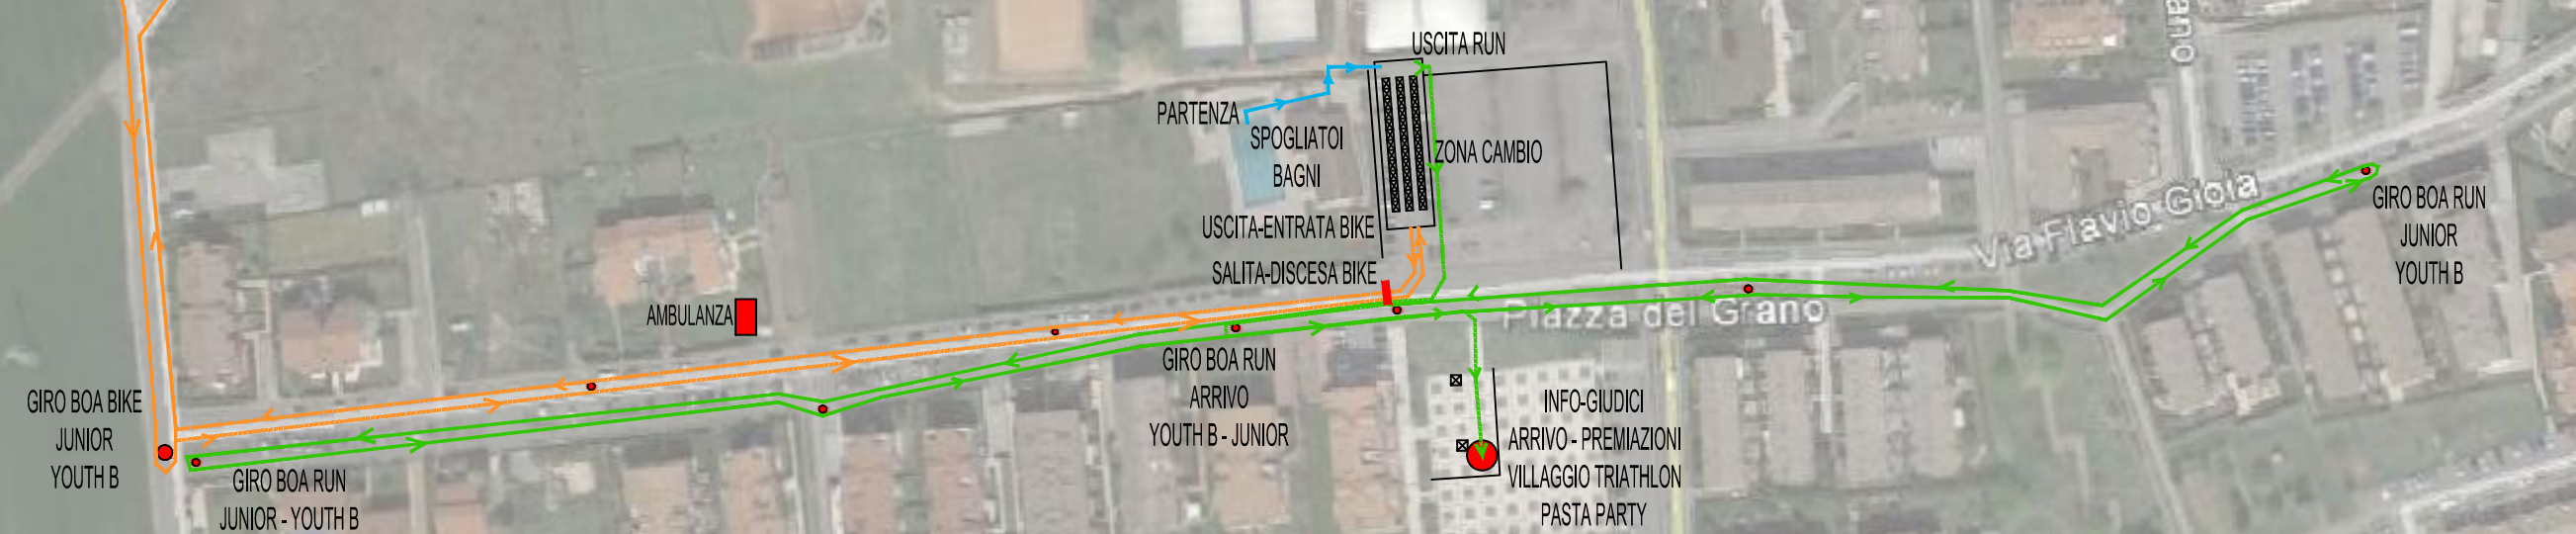 USCITA RUN
ano
PARTENZA
SPOGLIATOI
BAGNI
ZONA CAMBIO
USCITA-ENTRATA BIKE
SALITA-DISCESA BIKE
Via Flavio Gioia
GIRO BOA RUN
JUNIOR
YOUTH B
AMBULANZA
Piazza del Grano
GIRO BOA BIKE
JUNIOR
YOUTH B
GIRO BOA RUN
JUNIOR - YOUTH B
GIRO BOA RUN
ARRIVO
YOUTH B - JUNIOR
INFO-GIUDICI
ARRIVO - PREMIAZIONI
VILLAGGIO TRIATHLON
PASTA PARTY